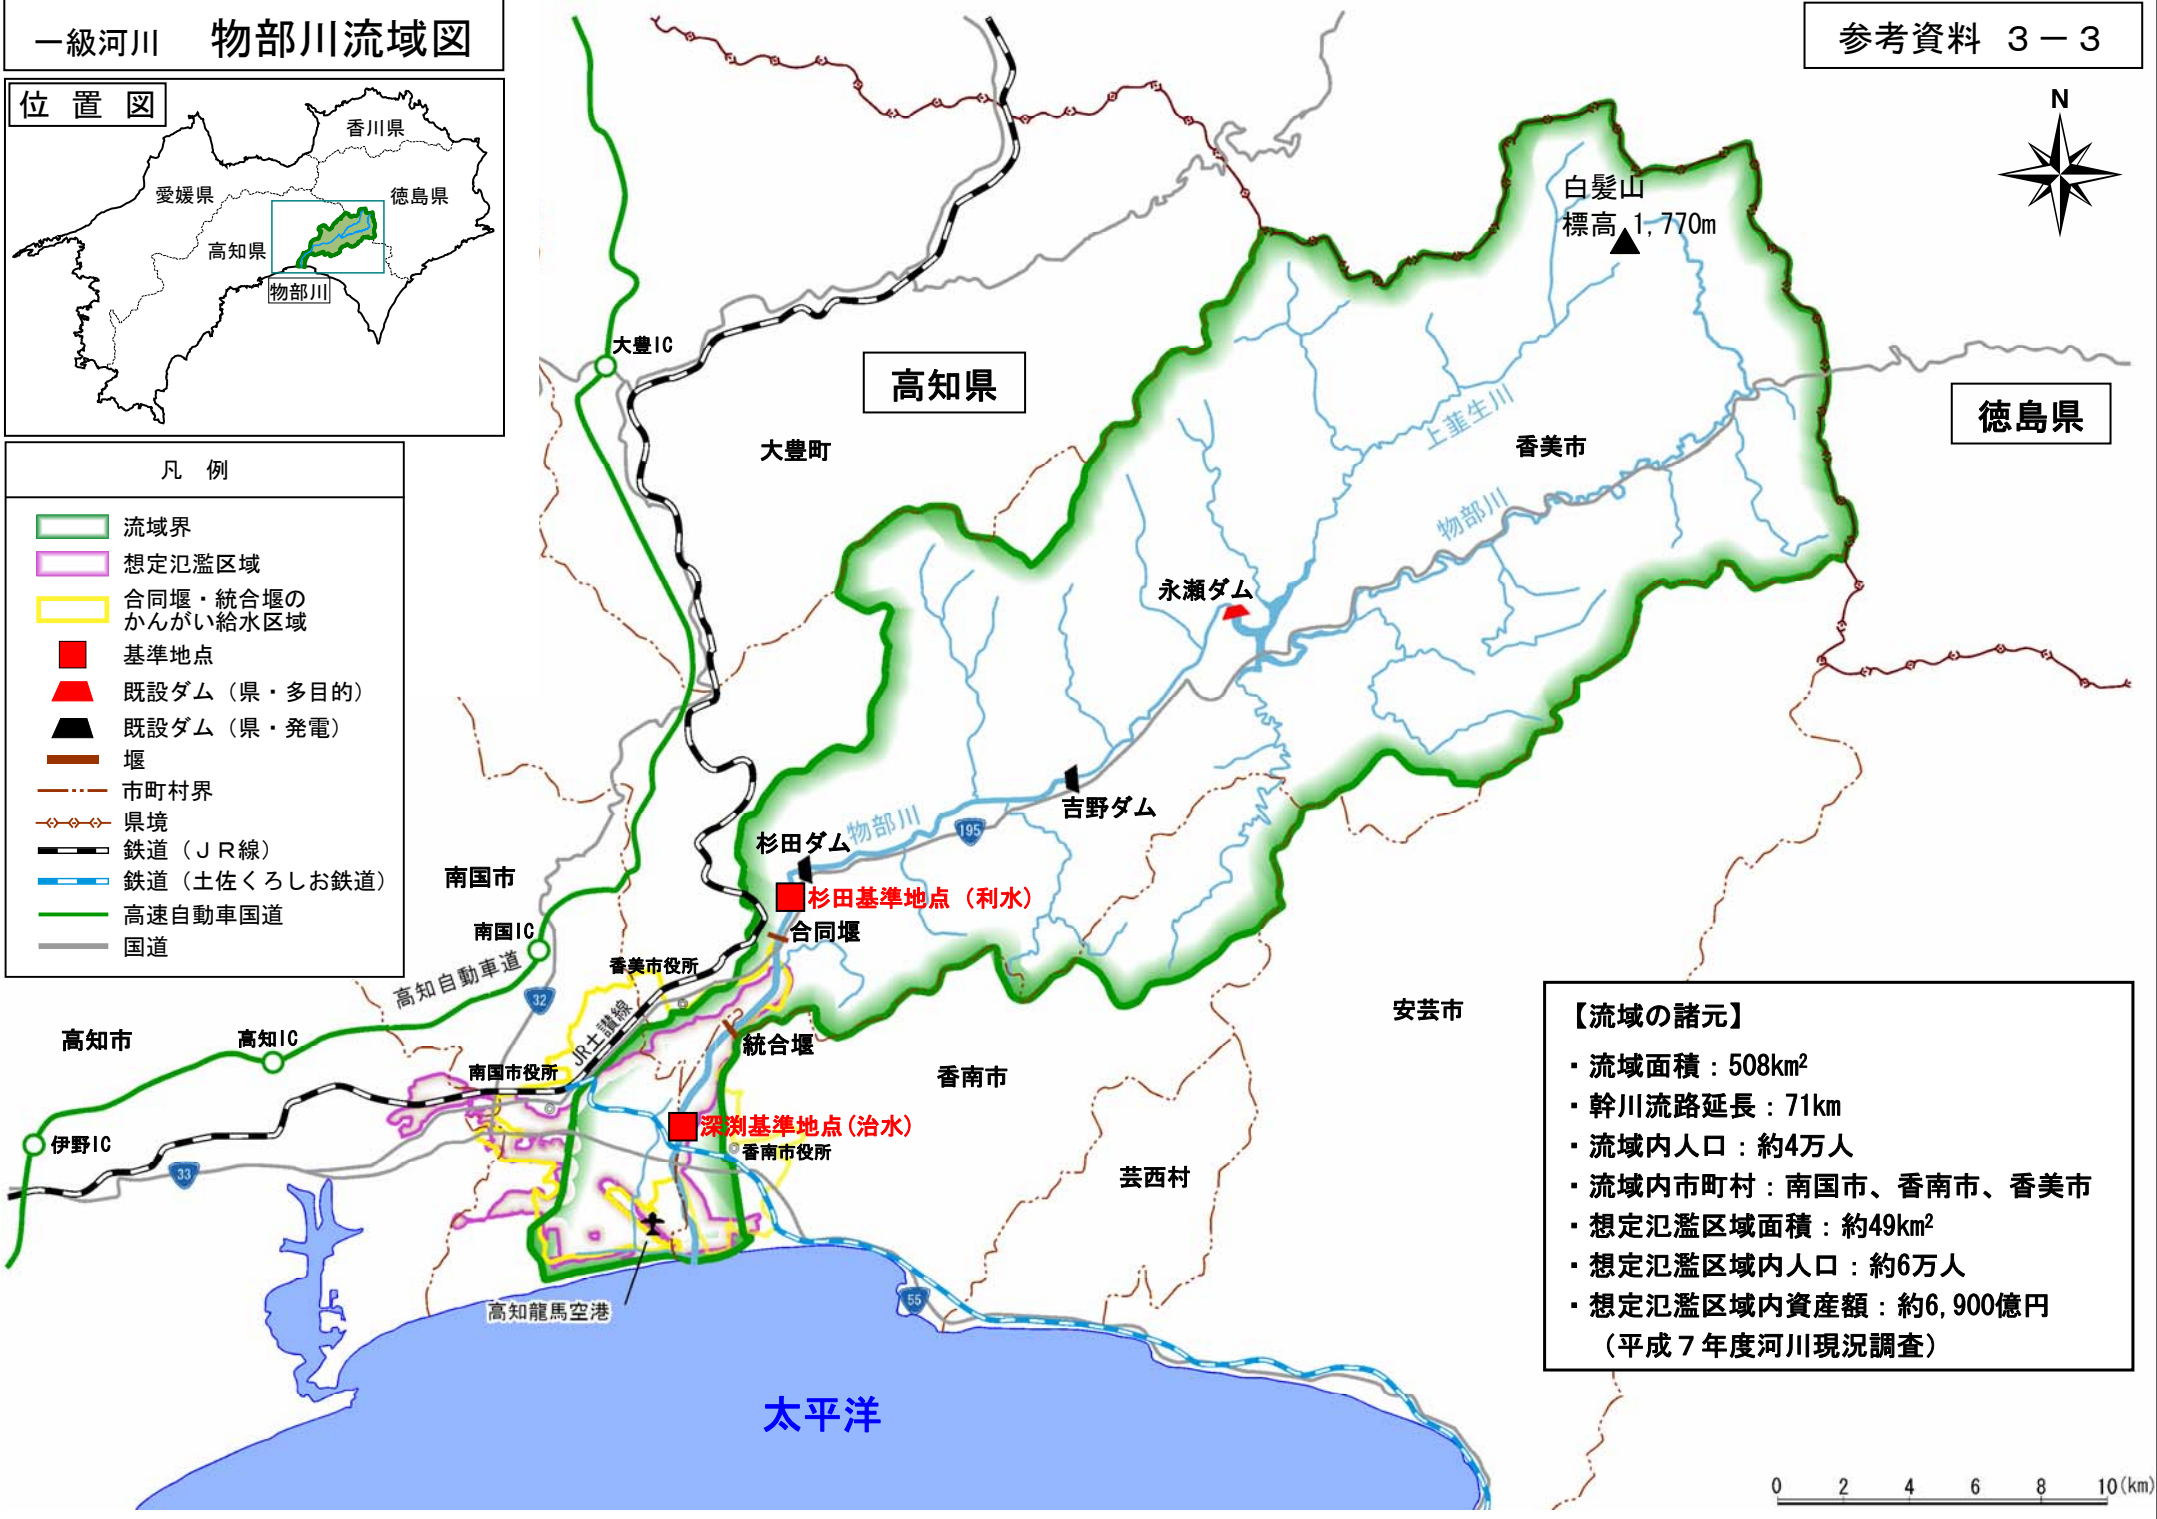 一級河川　物部川流域図
参考資料 ３－３
位置図
香川県
愛媛県
徳島県
高知県
物部川
凡例
流域界
想定氾濫区域
合同堰・統合堰の
かんがい給水区域
基準地点
既設ダム（県・多目的）
既設ダム（県・発電）
堰
市町村界
県境
鉄道（ＪＲ線）
鉄道（土佐くろしお鉄道）
高速自動車国道
国道
N
白髪山
標高 1,770m
大豊IC
高知県
徳島県
大豊町
上韮生川
香美市
物部川
永瀬ダム
吉野ダム
物部川
195
杉田ダム
杉田基準地点（利水）
合同堰
南国市
南国IC
香美市役所
高知自動車道
32
JR土讃線
統合堰
高知市
高知IC
南国市役所
香南市
安芸市
深渕基準地点(治水)
香南市役所
伊野IC
33
芸西村
高知龍馬空港
55
太平洋
【流域の諸元】
・流域面積：508km²
・幹川流路延長：71km
・流域内人口：約4万人
・流域内市町村：南国市、香南市、香美市
・想定氾濫区域面積：約49km²
・想定氾濫区域内人口：約6万人
・想定氾濫区域内資産額：約6,900億円
（平成７年度河川現況調査）
0 2 4 6 8 10(km)